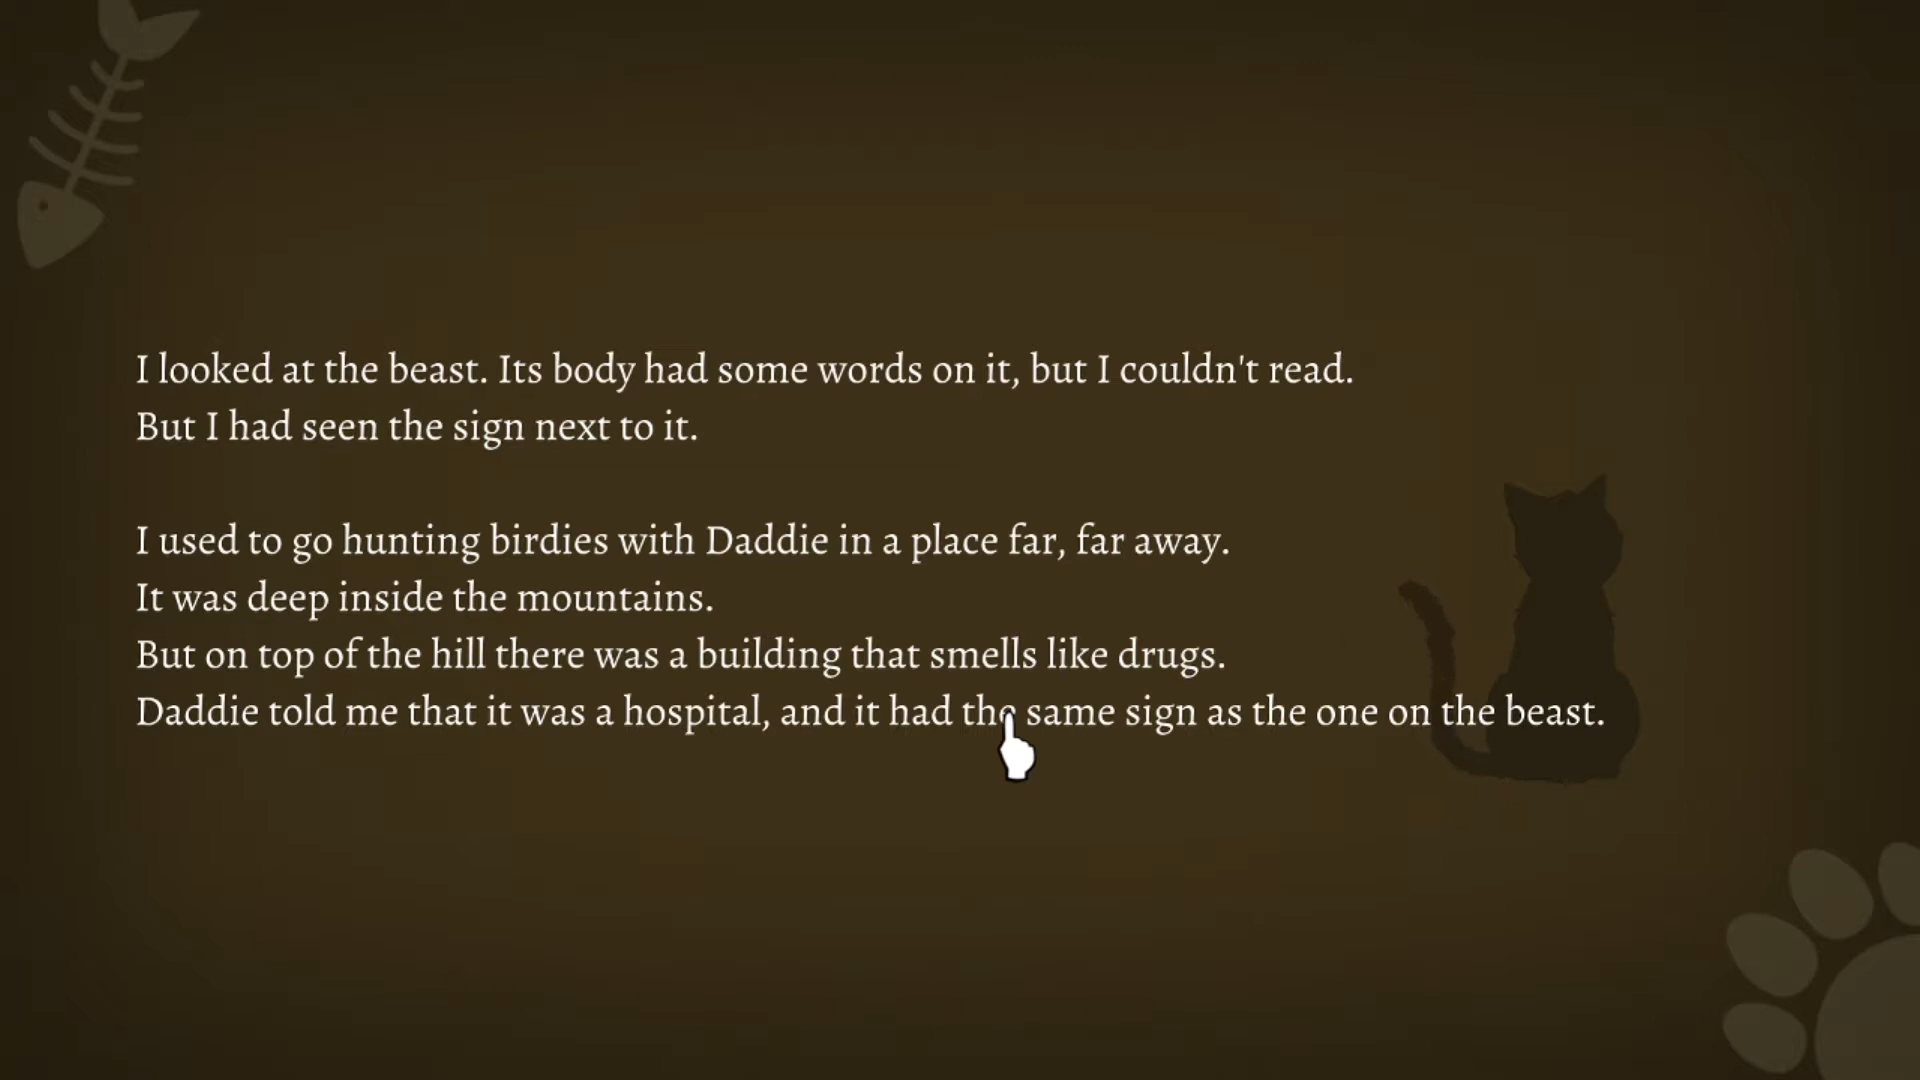 I looked at the beast. Its body had some words on it, but I couldn't read.
But I had seen the sign next to it.
I used to go hunting birdies with Daddie in a place far, far away.
It was deep inside the mountains.
But on top of the hill there was a building that smells like drugs.
Daddie told me that it was a hospital, and it had the same sign as the one on the beast.